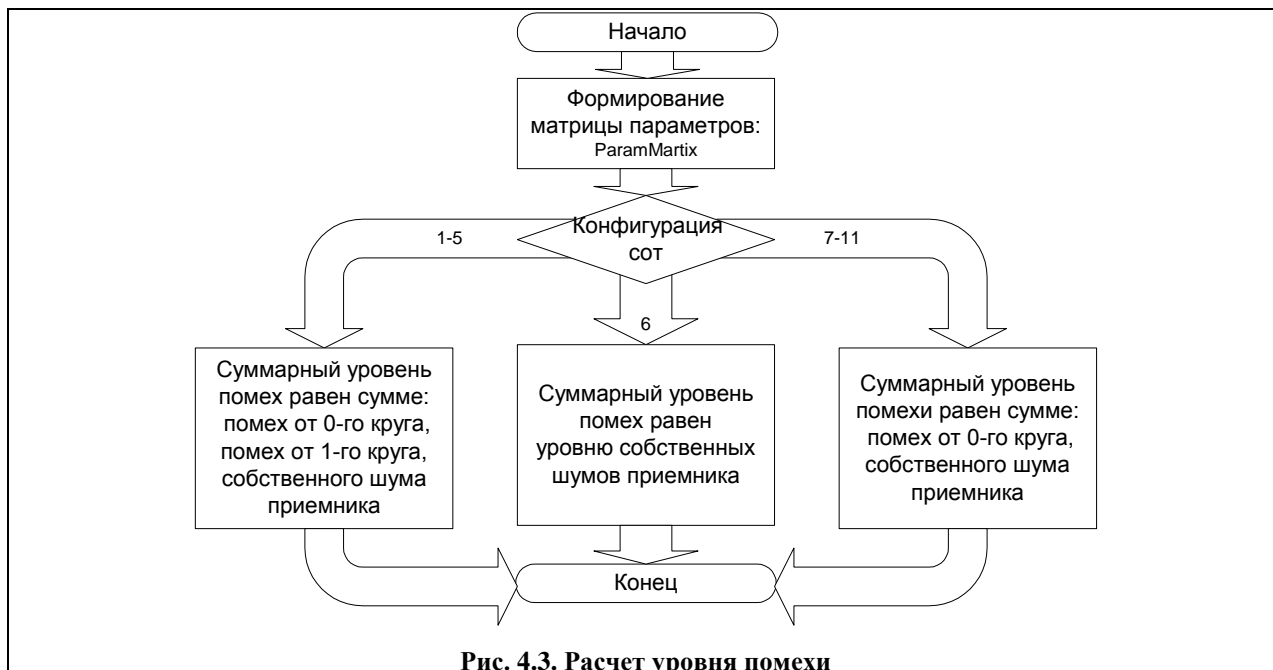 Начало
Формирование
матрицы параметров:
ParamMartix
Конфигурация
сот
1-5
7-11
6
Суммарный уровень
помех равен сумме:
помех от 0-го круга,
помех от 1-го круга,
собственного шума
приемника
Суммарный уровень
помех равен
уровню собственных
шумов приемника
Суммарный уровень
помехи равен сумме:
помех от 0-го круга,
собственного шума
приемника
Конец
Рис. 4.3. Расчет уровня помехи